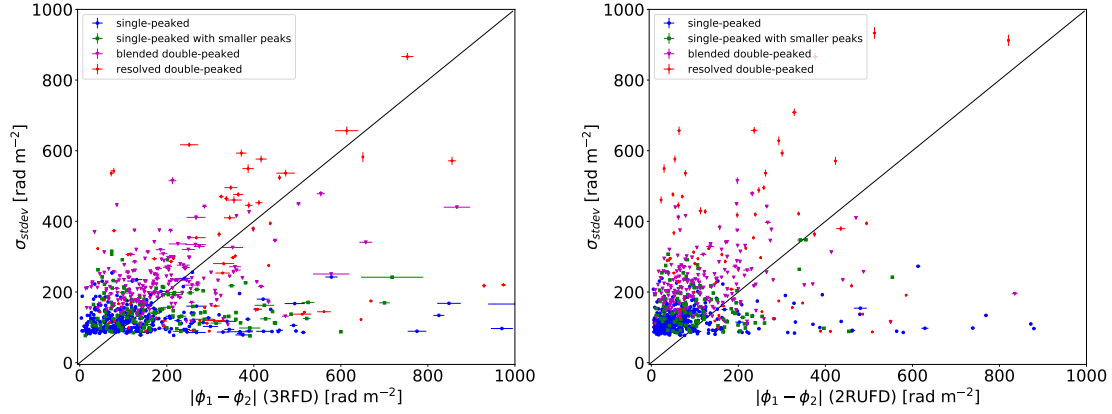 single-peaked
single-peaked with smaller peaks
blended double-peaked
resolved double-peaked
1000
800
600
400
200
0
σ_stdev [rad m⁻²]
0 200 400 600 800 1000
|ϕ₁ − ϕ₂| (3RFD) [rad m⁻²]
single-peaked
single-peaked with smaller peaks
blended double-peaked
resolved double-peaked
1000
800
600
400
200
0
σ_stdev [rad m⁻²]
0 200 400 600 800 1000
|ϕ₁ − ϕ₂| (2RUFD) [rad m⁻²]